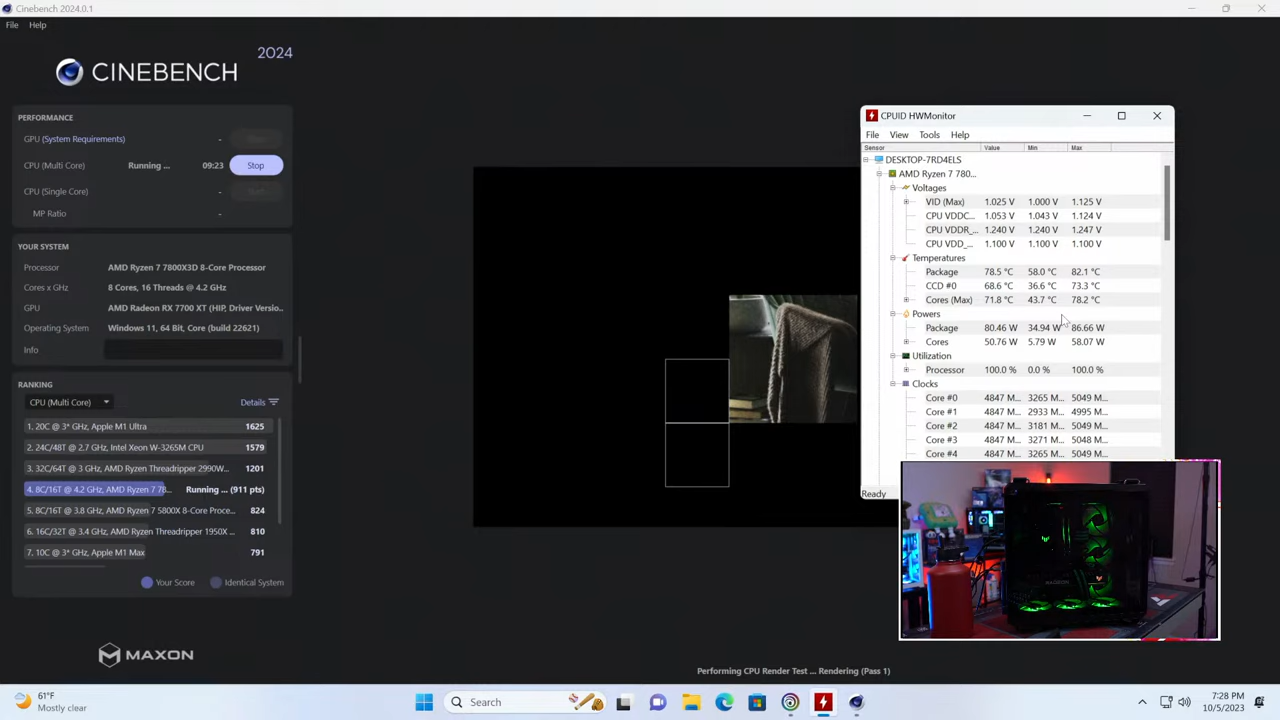 Cinebench 2024.0.1
File Help
CINEBENCH 2024
PERFORMANCE
GPU (System Requirements) -
CPU (Multi Core) Running ... 09:23 Stop
CPU (Single Core) -
MP Ratio -
YOUR SYSTEM
Processor AMD Ryzen 7 7800X3D 8-Core Processor
Cores x GHz 8 Cores, 16 Threads @ 4.2 GHz
GPU AMD Radeon RX 7700 XT (HIP, Driver Versio...
Operating System Windows 11, 64 Bit, Core (build 22621)
Info
RANKING
CPU (Multi Core) Details
1. 20C @ 3* GHz, Apple M1 Ultra 1625
2. 24C/48T @ 2.7 GHz, Intel Xeon W-3265M CPU 1579
3. 32C/64T @ 3 GHz, AMD Ryzen Threadripper 2990W... 1201
4. 8C/16T @ 4.2 GHz, AMD Ryzen 7 78... Running ... (911 pts)
5. 8C/16T @ 3.8 GHz, AMD Ryzen 7 5800X 8-Core Proce... 824
6. 16C/32T @ 3.4 GHz, AMD Ryzen Threadripper 1950X ... 810
7. 10C @ 3* GHz, Apple M1 Max 791
Your Score Identical System
MAXON
Performing CPU Render Test ... Rendering (Pass 1)
CPUID HWMonitor
File View Tools Help
Sensor Value Min Max
DESKTOP-7RD4ELS
AMD Ryzen 7 780...
Voltages
VID (Max) 1.025 V 1.000 V 1.125 V
CPU VDDC... 1.053 V 1.043 V 1.124 V
CPU VDDR_... 1.240 V 1.240 V 1.247 V
CPU VDD_... 1.100 V 1.100 V 1.100 V
Temperatures
Package 78.5 °C 58.0 °C 82.1 °C
CCD #0 68.6 °C 36.6 °C 73.3 °C
Cores (Max) 71.8 °C 43.7 °C 78.2 °C
Powers
Package 80.46 W 34.94 W 86.66 W
Cores 50.76 W 5.79 W 58.07 W
Utilization
Processor 100.0 % 0.0 % 100.0 %
Clocks
Core #0 4847 M... 3265 M... 5049 M...
Core #1 4847 M... 2933 M... 4995 M...
Core #2 4847 M... 3181 M... 5049 M...
Core #3 4847 M... 3271 M... 5048 M...
Core #4 4847 M... 3265 M... 5049 M...
Ready
61°F
Mostly clear
Search
7:28 PM
10/5/2023